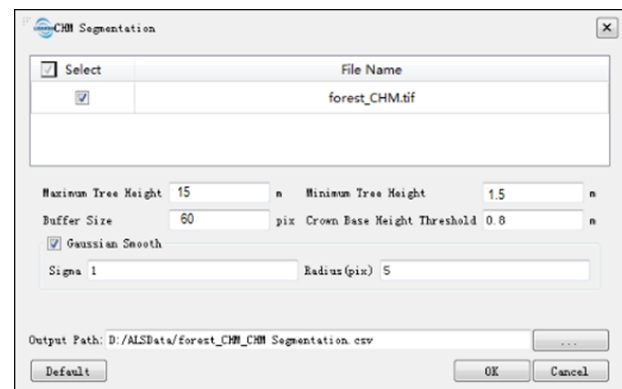 CHM Segmentation
Select File Name
forest_CHM.tif
Maximum Tree Height 15 m Minimum Tree Height 1.5 m
Buffer Size 60 pix Crown Base Height Threshold 0.8 m
Gaussian Smooth
Sigma 1 Radius(pix) 5
Output Path: D:/ALSData/forest_CHM_CHM Segmentation.csv ...
Default OK Cancel